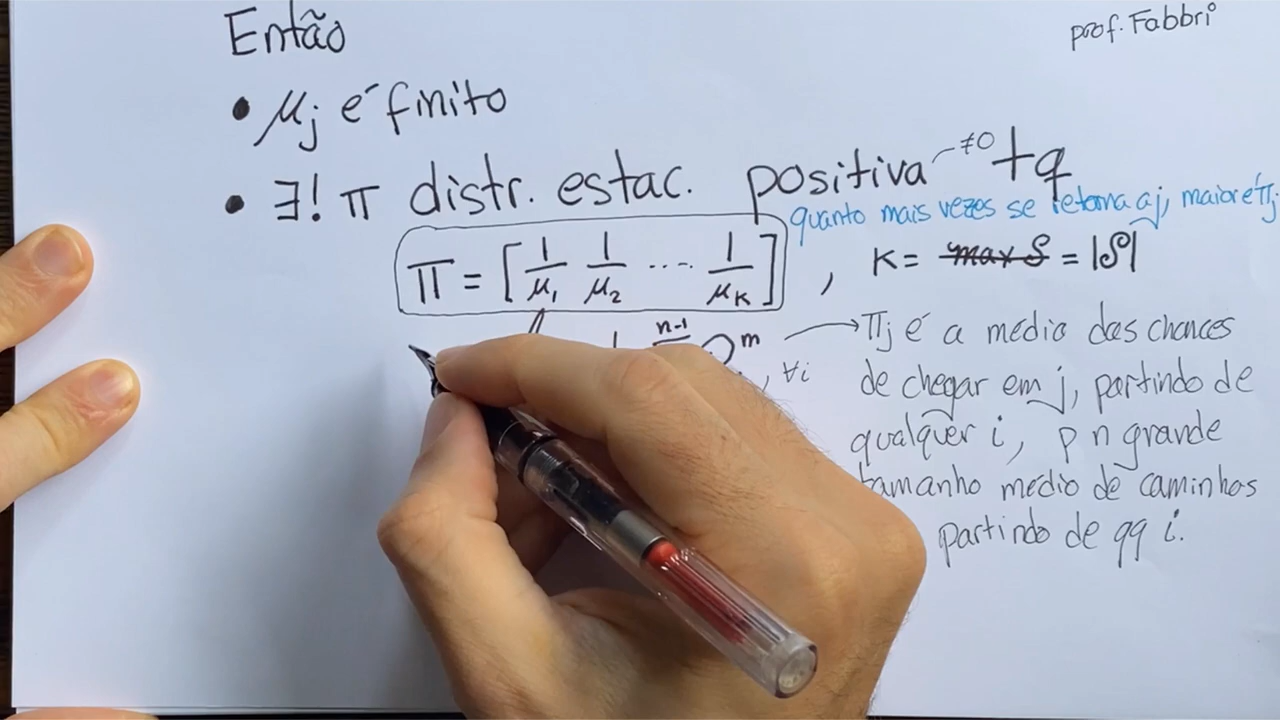 prof. Fabbri
Então
• μj é finito
• ∃! π distr. estac. positiva ≠0 tq
quanto mais vezes se retorna a j, maior é πj
π = [1/μ₁ 1/μ₂ ···· 1/μK] , K = max S = |S|
n-1
m
, ∀i
πj é a media das chances
de chegar em j, partindo de
qualquer i, p n grande
tamanho medio de caminhos
partindo de qq i.